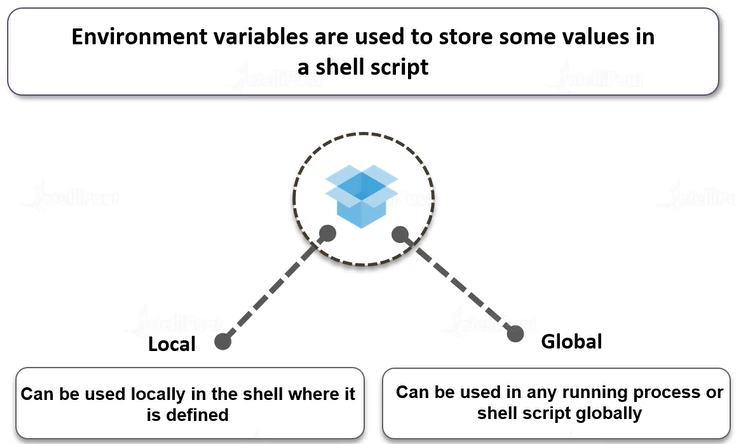 Environment variables are used to store some values in
a shell script
Local
Global
Can be used locally in the shell where it
is defined
Can be used in any running process or
shell script globally